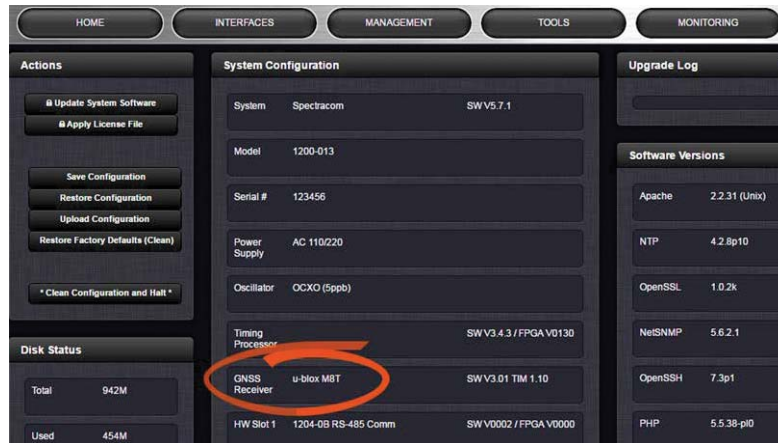 HOME INTERFACES MANAGEMENT TOOLS MONITORING
Actions
Update System Software
Apply License File
Save Configuration
Restore Configuration
Upload Configuration
Restore Factory Defaults (Clean)
* Clean Configuration and Halt *
Disk Status
Total 942M
Used 454M
System Configuration
System Spectracom SW V5.7.1
Model 1200-013
Serial # 123456
Power
Supply AC 110/220
Oscillator OCXO (5ppb)
Timing
Processor SW V3.4.3 / FPGA V0130
GNSS
Receiver u-blox M8T SW V3.01 TIM 1.10
HW Slot 1 1204-0B RS-485 Comm SW V0002 / FPGA V0000
Upgrade Log
Software Versions
Apache 2.2.31 (Unix)
NTP 4.2.8p10
OpenSSL 1.0.2k
NetSNMP 5.6.2.1
OpenSSH 7.3p1
PHP 5.5.38-pl0